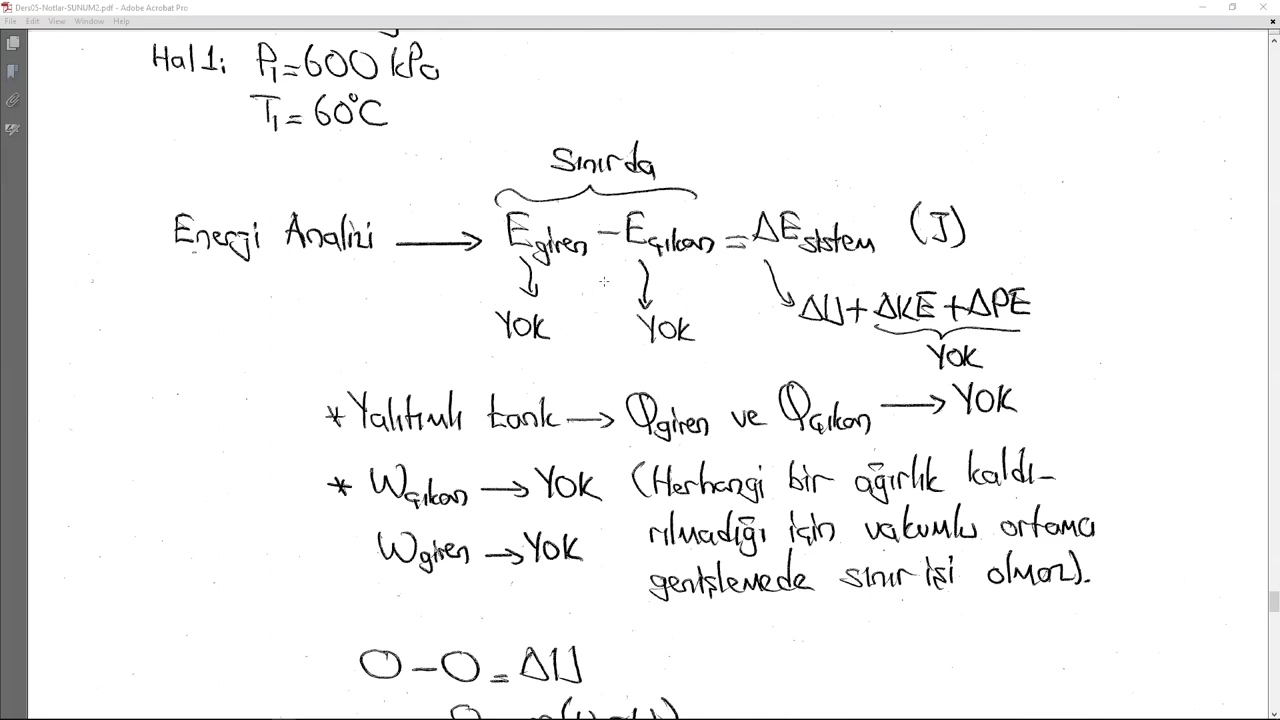 Ders05-Notlar-SUNUM2.pdf - Adobe Acrobat Pro
File Edit View Window Help
Hal 1: P₁=600 kPa
T₁=60°C
Sınırda
Enerji Analizi → Egiren - Eçıkan = ΔEsistem (J)
YOK YOK ΔU+ΔKE+ΔPE
YOK
* Yalıtımlı tank → Qgiren ve Qçıkan → YOK
* Wçıkan → YOK (Herhangi bir ağırlık kaldı-
Wgiren → YOK rılmadığı için vakumlu ortama
genişlemede sınır işi olmaz).
0-0=ΔU